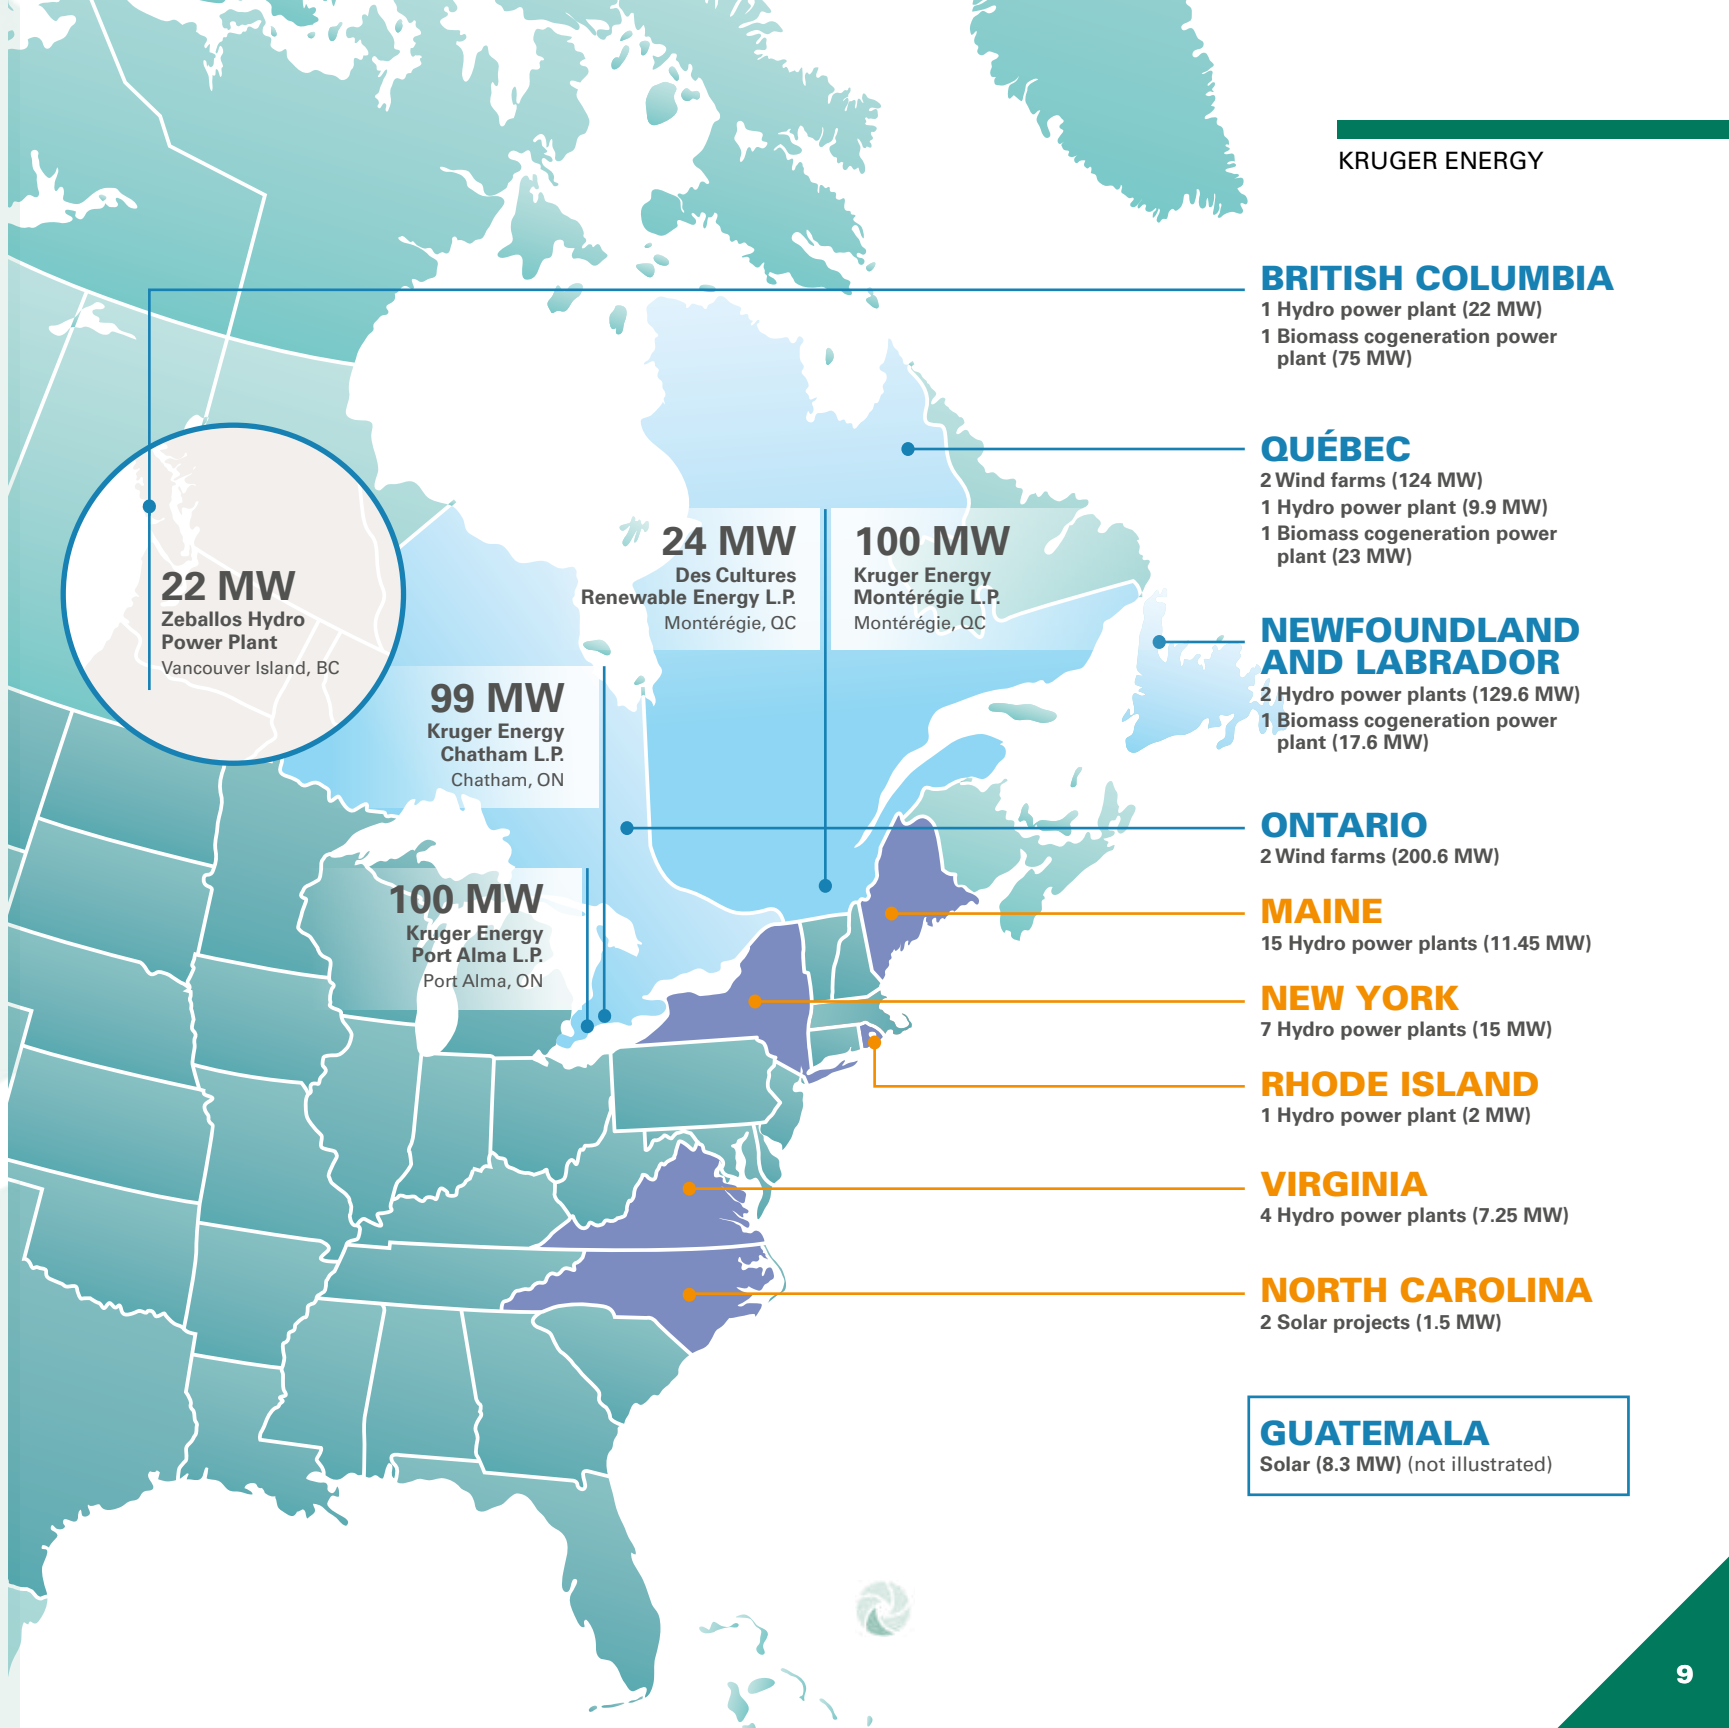 KRUGER ENERGY
BRITISH COLUMBIA
1 Hydro power plant (22 MW)
1 Biomass cogeneration power
plant (75 MW)
QUÉBEC
2 Wind farms (124 MW)
1 Hydro power plant (9.9 MW)
1 Biomass cogeneration power
plant (23 MW)
NEWFOUNDLAND
AND LABRADOR
2 Hydro power plants (129.6 MW)
1 Biomass cogeneration power
plant (17.6 MW)
ONTARIO
2 Wind farms (200.6 MW)
MAINE
15 Hydro power plants (11.45 MW)
NEW YORK
7 Hydro power plants (15 MW)
RHODE ISLAND
1 Hydro power plant (2 MW)
VIRGINIA
4 Hydro power plants (7.25 MW)
NORTH CAROLINA
2 Solar projects (1.5 MW)
GUATEMALA
Solar (8.3 MW) (not illustrated)
22 MW
Zeballos Hydro
Power Plant
Vancouver Island, BC
24 MW
Des Cultures
Renewable Energy L.P.
Montérégie, QC
100 MW
Kruger Energy
Montérégie L.P.
Montérégie, QC
99 MW
Kruger Energy
Chatham L.P.
Chatham, ON
100 MW
Kruger Energy
Port Alma L.P.
Port Alma, ON
9